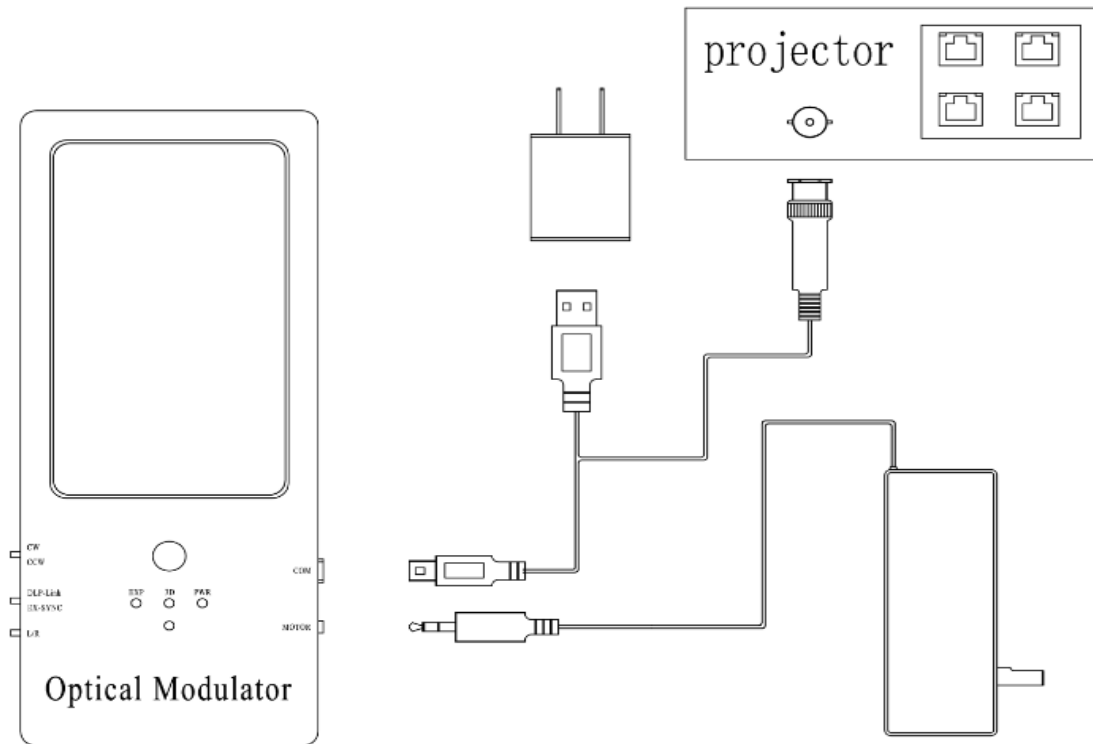 projector
CW
CCW
COM
DLP-Link
EX-SYNC
EXP 3D PWR
L/R
MOTOR
Optical Modulator